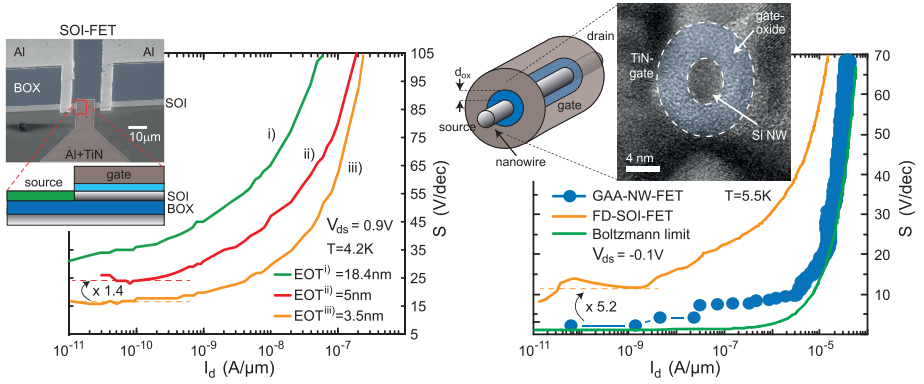 SOI-FET
Al
Al
BOX
SOI
10μm
Al+TiN
source
gate
SOI
BOX
i)
ii)
iii)
V_ds = 0.9V
T=4.2K
x 1.4
EOT^i) =18.4nm
EOT^ii) =5nm
EOT^iii) =3.5nm
105
95
85
75
65
55
45
35
25
15
5
S (V/dec)
10^-11
10^-10
10^-9
10^-8
10^-7
I_d (A/μm)
drain
d_ox
source
gate
nanowire
gate-
oxide
TiN-
gate
Si NW
4 nm
GAA-NW-FET
T=5.5K
FD-SOI-FET
Boltzmann limit
V_ds = -0.1V
x 5.2
70
60
50
40
30
20
10
S (V/dec)
10^-11
10^-9
10^-7
10^-5
10^-4
I_d (A/μm)